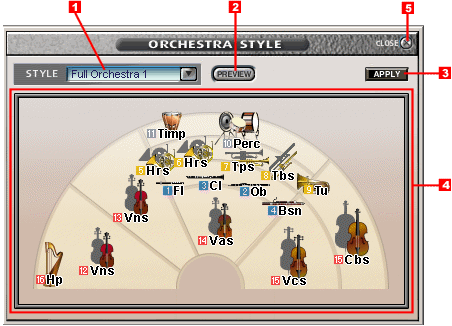 1
2
5
ORCHESTRA STYLE
CLOSE X
STYLE
Full Orchestra 1
PREVIEW
APPLY
3
4
11 Timp
10 Perc
5 Hrs
6 Hrs
7 Tps
8 Tbs
1 Fl
3 Cl
2 Ob
9 Tu
4 Bsn
13 Vns
14 Vas
15 Cbs
16 Hp
12 Vns
15 Vcs